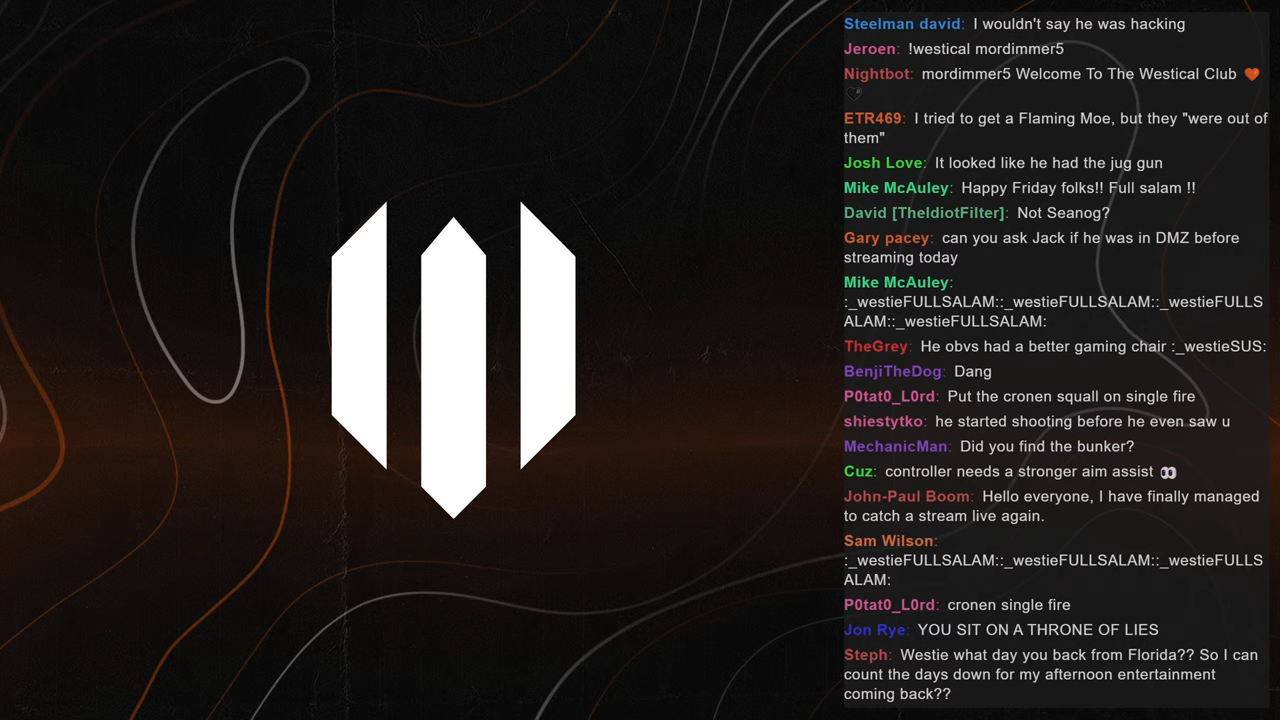 Steelman david: I wouldn't say he was hacking
Jeroen: !westical mordimmer5
Nightbot: mordimmer5 Welcome To The Westical Club 🧡
🖤
ETR469: I tried to get a Flaming Moe, but they "were out of
them"
Josh Love: It looked like he had the jug gun
Mike McAuley: Happy Friday folks!! Full salam !!
David [TheIdiotFilter]: Not Seanog?
Gary pacey: can you ask Jack if he was in DMZ before
streaming today
Mike McAuley:
:_westieFULLSALAM::_westieFULLSALAM::_westieFULLS
ALAM::_westieFULLSALAM:
TheGrey: He obvs had a better gaming chair :_westieSUS:
BenjiTheDog: Dang
P0tat0_L0rd: Put the cronen squall on single fire
shiestytko: he started shooting before he even saw u
MechanicMan: Did you find the bunker?
Cuz: controller needs a stronger aim assist 👀
John-Paul Boom: Hello everyone, I have finally managed
to catch a stream live again.
Sam Wilson:
:_westieFULLSALAM::_westieFULLSALAM::_westieFULLS
ALAM:
P0tat0_L0rd: cronen single fire
Jon Rye: YOU SIT ON A THRONE OF LIES
Steph: Westie what day you back from Florida?? So I can
count the days down for my afternoon entertainment
coming back??